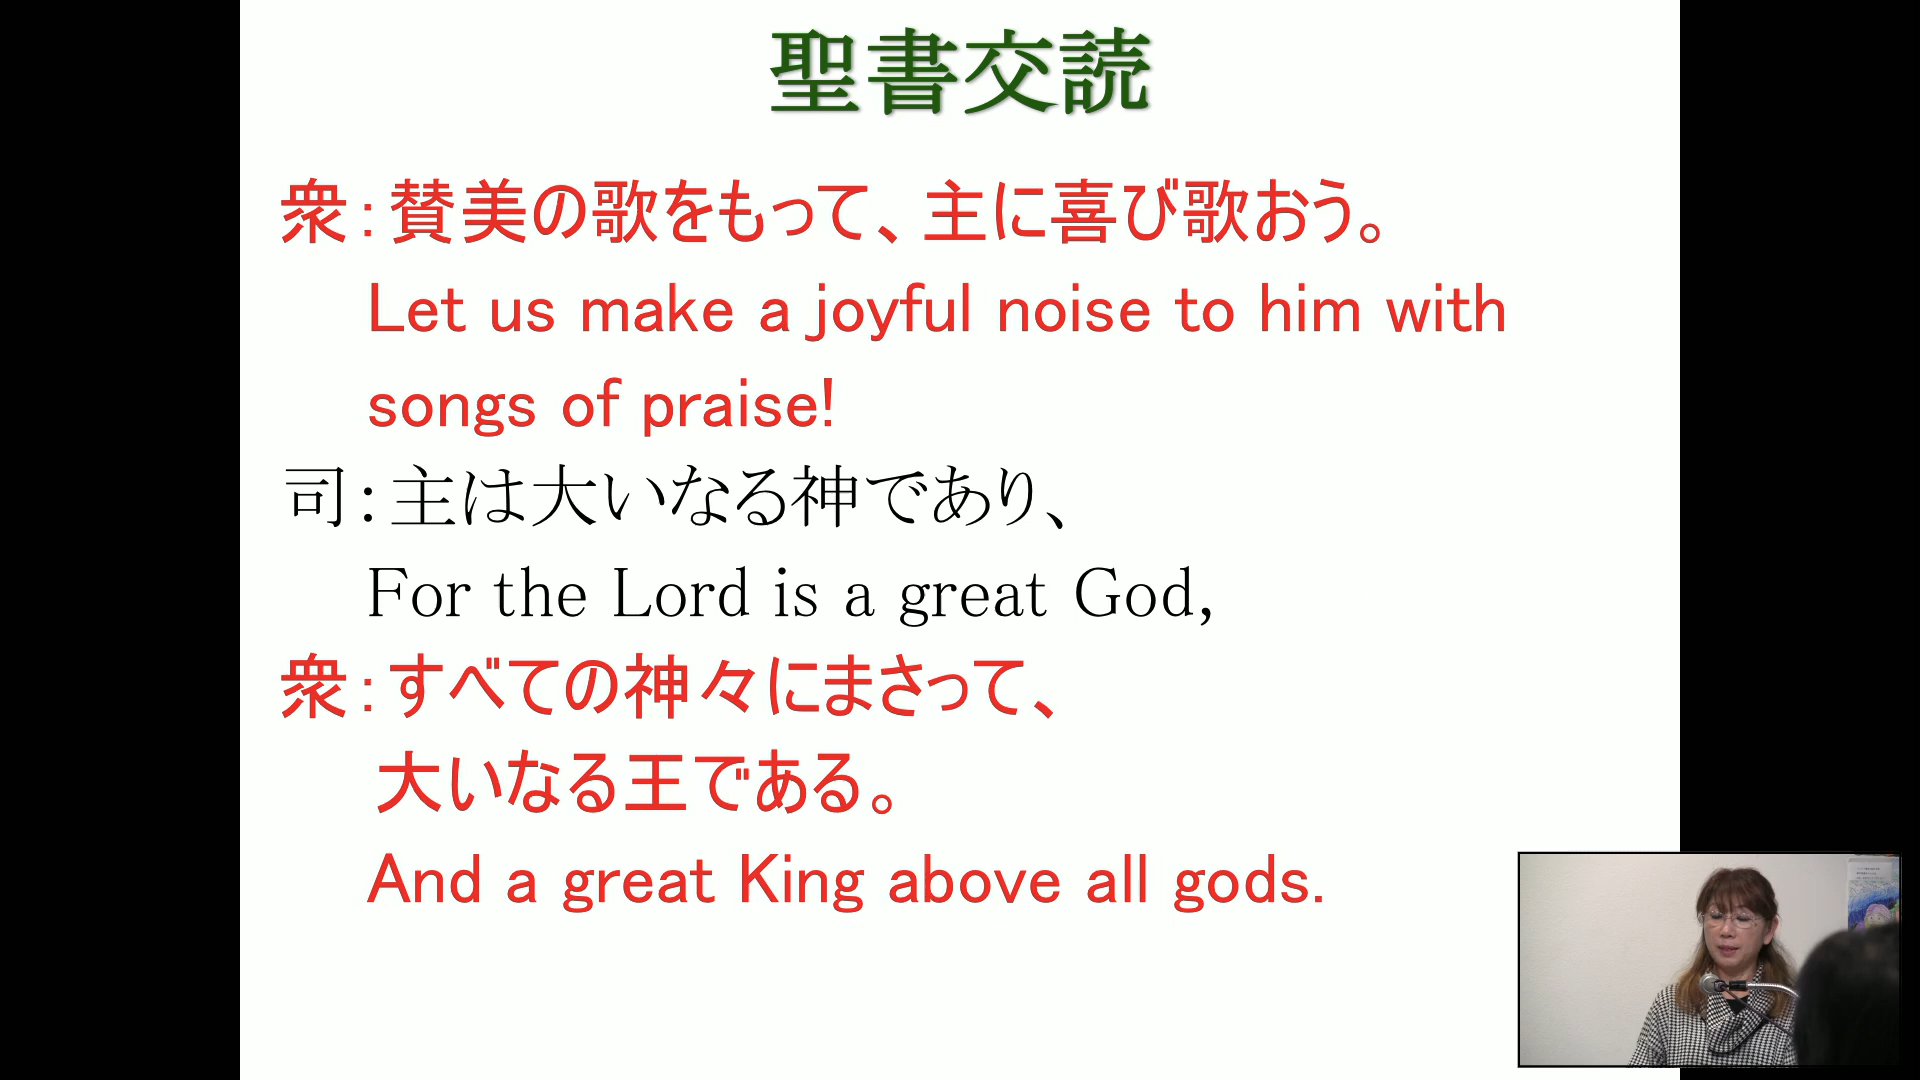 聖書交読
衆：賛美の歌をもって、主に喜び歌おう。
Let us make a joyful noise to him with
songs of praise!
司：主は大いなる神であり、
For the Lord is a great God,
衆：すべての神々にまさって、
大いなる王である。
And a great King above all gods.